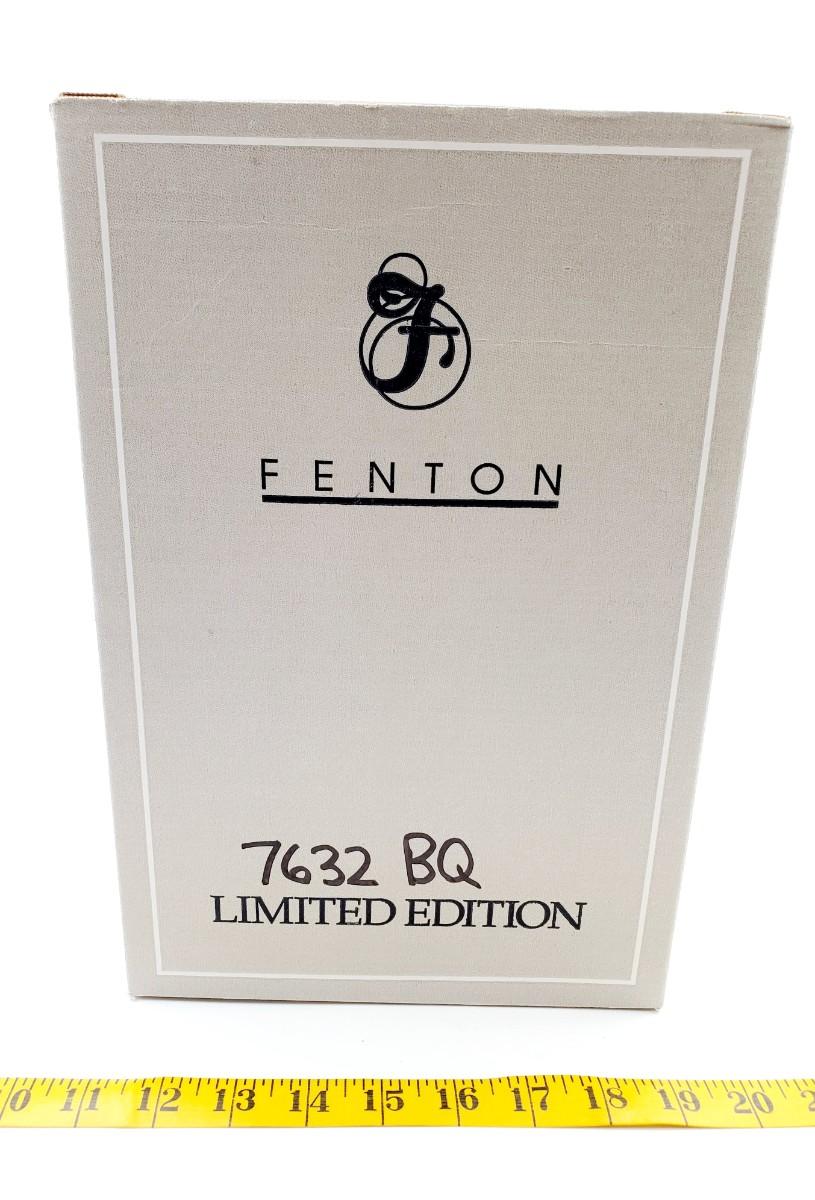 F
FENTON
7632 BQ
LIMITED EDITION
10 11 12 13 14 15 16 17 18 19 20